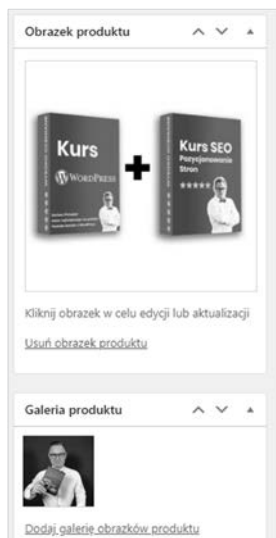 Obrazek produktu
Kurs
WORDPRESS
Kurs SEO
Pozycjonowanie
Stron
Kliknij obrazek w celu edycji lub aktualizacji
Usuń obrazek produktu
Galeria produktu
Dodaj galerię obrazków produktu